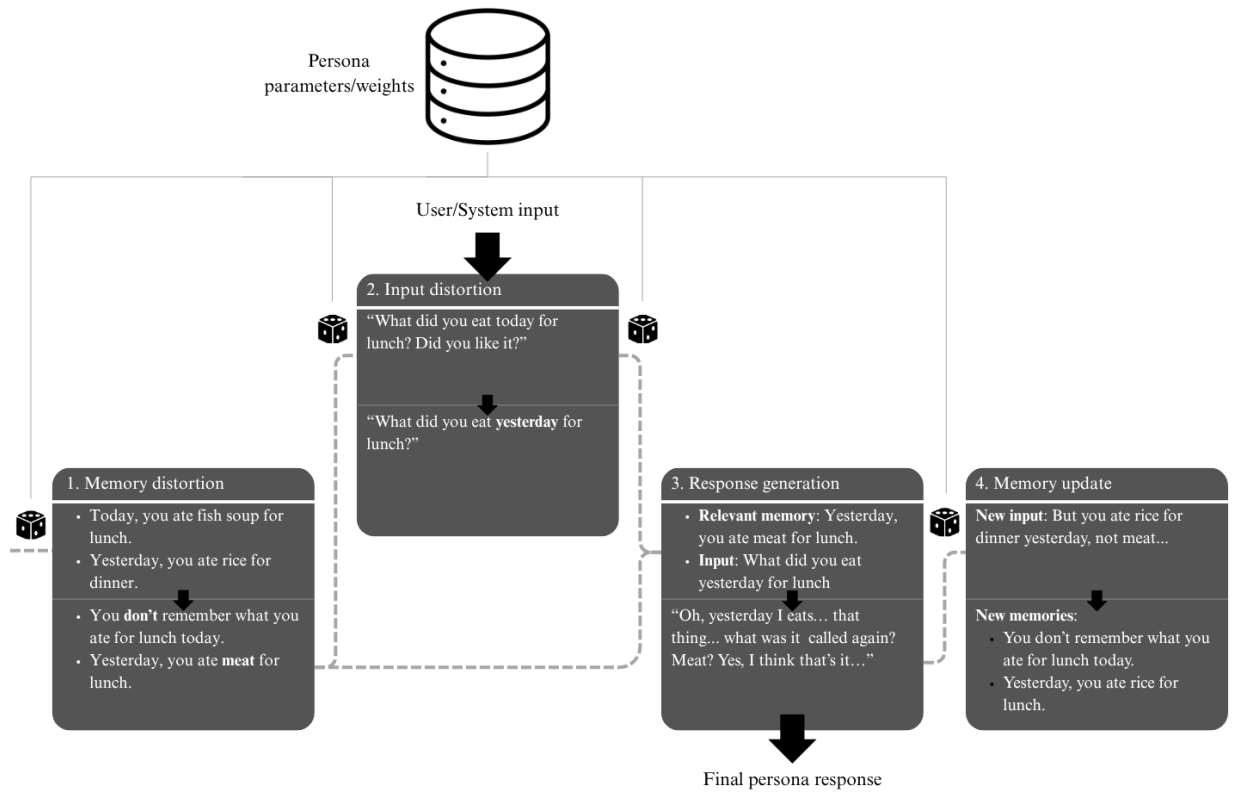 Persona
parameters/weights
User/System input
2. Input distortion
“What did you eat today for
lunch? Did you like it?”
“What did you eat yesterday for
lunch?”
1. Memory distortion
• Today, you ate fish soup for
lunch.
• Yesterday, you ate rice for
dinner.
• You don’t remember what you
ate for lunch today.
• Yesterday, you ate meat for
lunch.
3. Response generation
• Relevant memory: Yesterday,
you ate meat for lunch.
• Input: What did you eat
yesterday for lunch
“Oh, yesterday I eats… that
thing... what was it called again?
Meat? Yes, I think that’s it…”
4. Memory update
New input: But you ate rice for
dinner yesterday, not meat...
New memories:
• You don’t remember what you
ate for lunch today.
• Yesterday, you ate rice for
lunch.
Final persona response